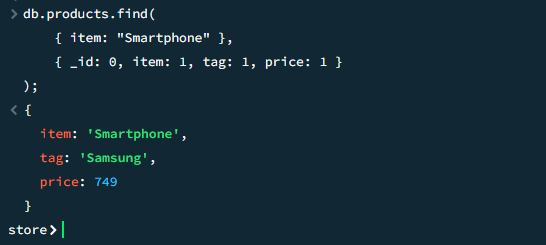 > db.products.find(
{ item: "Smartphone" },
{ _id: 0, item: 1, tag: 1, price: 1 }
);
< {
item: 'Smartphone',
tag: 'Samsung',
price: 749
}
store>